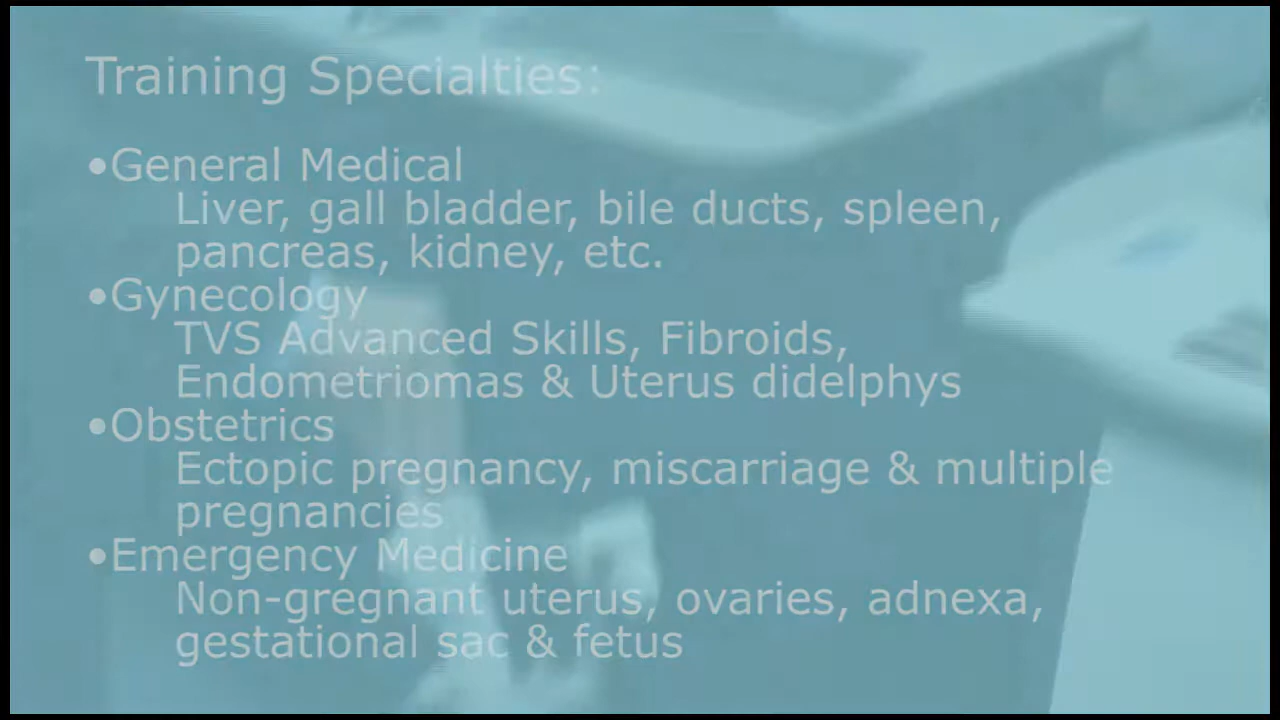 Training Specialties:
•General Medical
Liver, gall bladder, bile ducts, spleen,
pancreas, kidney, etc.
•Gynecology
TVS Advanced Skills, Fibroids,
Endometriomas & Uterus didelphys
•Obstetrics
Ectopic pregnancy, miscarriage & multiple
pregnancies
•Emergency Medicine
Non-gregnant uterus, ovaries, adnexa,
gestational sac & fetus